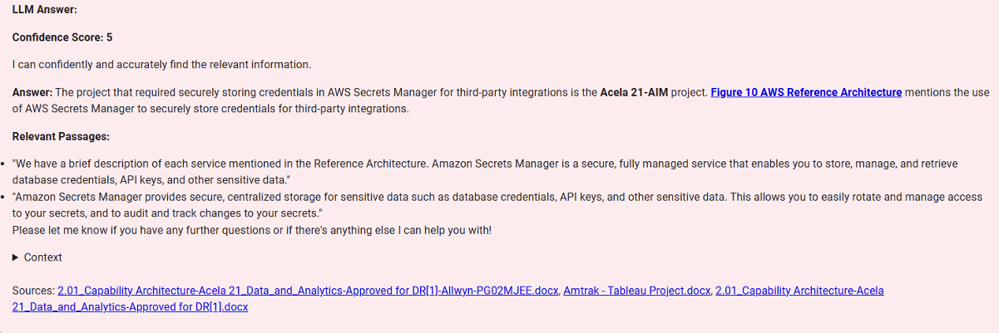 LLM Answer:
Confidence Score: 5
I can confidently and accurately find the relevant information.
Answer: The project that required securely storing credentials in AWS Secrets Manager for third-party integrations is the Acela 21-AIM project. Figure 10 AWS Reference Architecture mentions the use
of AWS Secrets Manager to securely store credentials for third-party integrations.
Relevant Passages:
• "We have a brief description of each service mentioned in the Reference Architecture. Amazon Secrets Manager is a secure, fully managed service that enables you to store, manage, and retrieve
database credentials, API keys, and other sensitive data."
• "Amazon Secrets Manager provides secure, centralized storage for sensitive data such as database credentials, API keys, and other sensitive data. This allows you to easily rotate and manage access
to your secrets, and to audit and track changes to your secrets."
Please let me know if you have any further questions or if there's anything else I can help you with!
▶ Context
Sources: 2.01_Capability Architecture-Acela 21_Data_and_Analytics-Approved for DR[1]-Allwyn-PG02MJEE.docx, Amtrak - Tableau Project.docx, 2.01_Capability Architecture-Acela
21_Data_and_Analytics-Approved for DR[1].docx